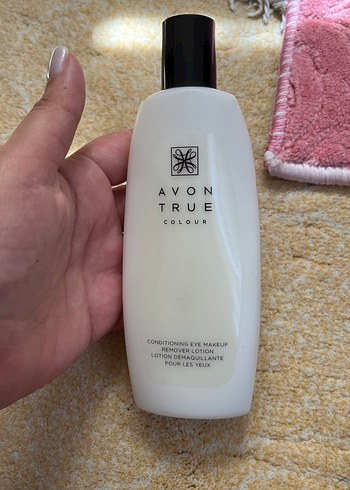 AVON
TRUE
COLOUR
CONDITIONING EYE MAKEUP
REMOVER LOTION
LOTION DÉMAQUILLANTE
POUR LES YEUX